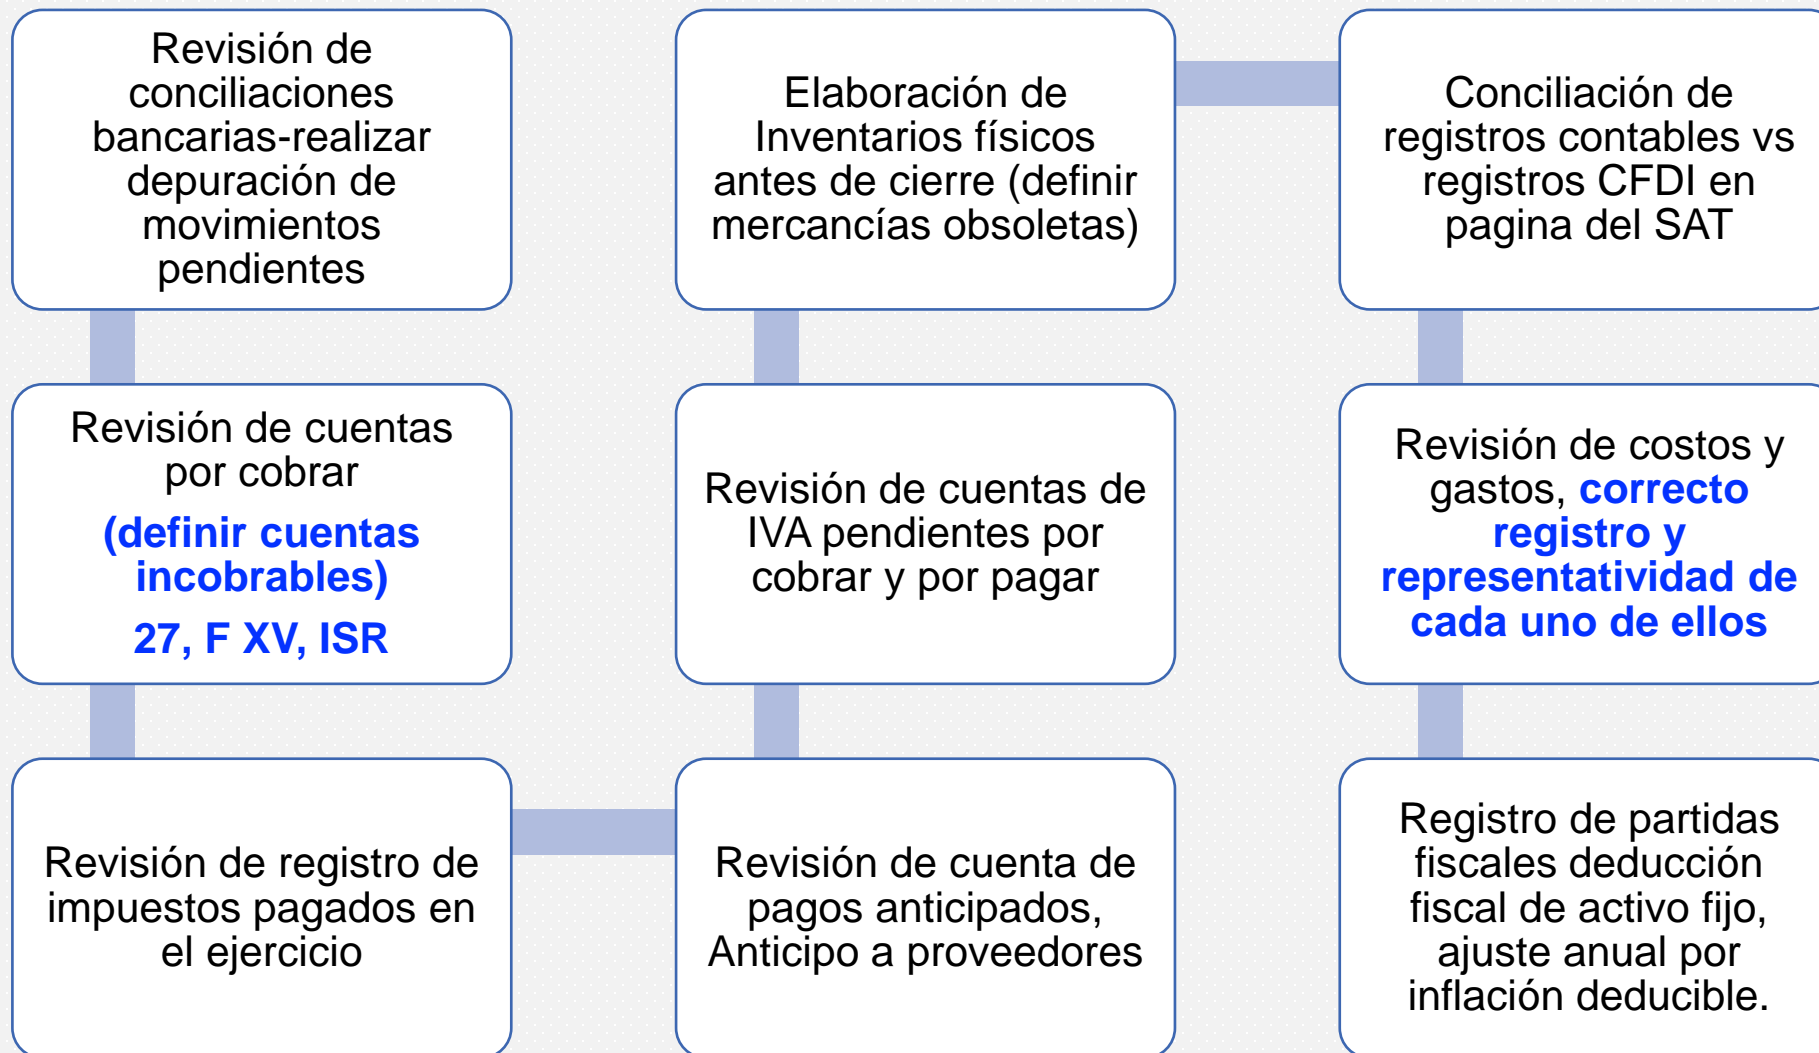 Revisión de
conciliaciones
bancarias-realizar
depuración de
movimientos
pendientes
Revisión de cuentas
por cobrar
(definir cuentas
incobrables)
27, F XV, ISR
Revisión de registro de
impuestos pagados en
el ejercicio
Revisión de cuenta de
pagos anticipados,
Anticipo a proveedores
Revisión de cuentas de
IVA pendientes por
cobrar y por pagar
Elaboración de
Inventarios físicos
antes de cierre (definir
mercancías obsoletas)
Conciliación de
registros contables vs
registros CFDI en
pagina del SAT
Revisión de costos y
gastos, correcto
registro y
representatividad de
cada uno de ellos
Registro de partidas
fiscales deducción
fiscal de activo fijo,
ajuste anual por
inflación deducible.